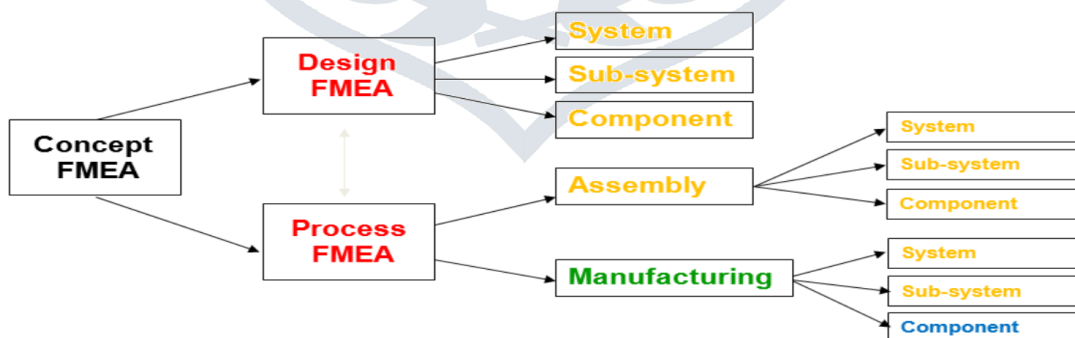 System
Design
FMEA
Sub-system
Component
Concept
FMEA
System
Sub-system
Assembly
Component
Process
FMEA
System
Manufacturing
Sub-system
Component